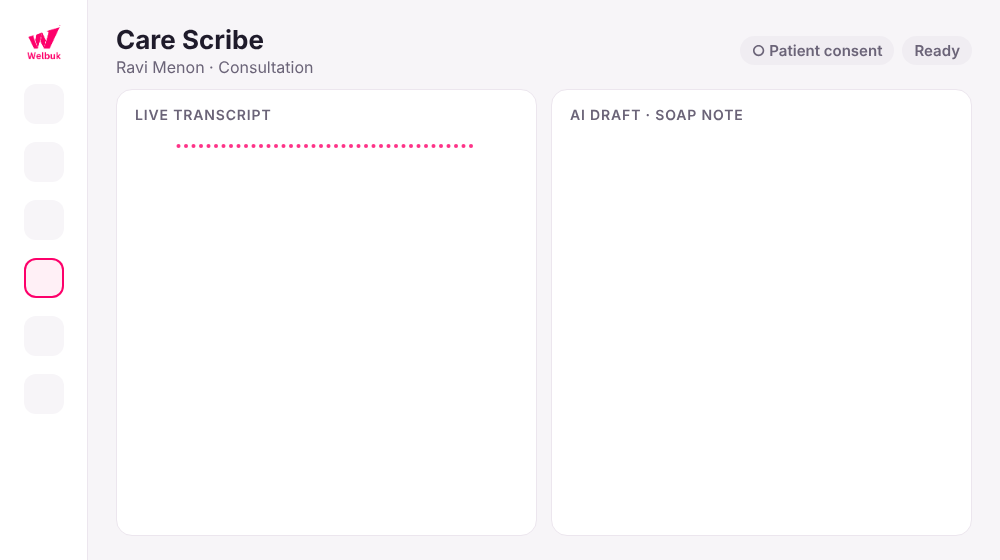 Welbuk
Care Scribe
Ravi Menon · Consultation
Patient consent
Ready
LIVE TRANSCRIPT
AI DRAFT · SOAP NOTE